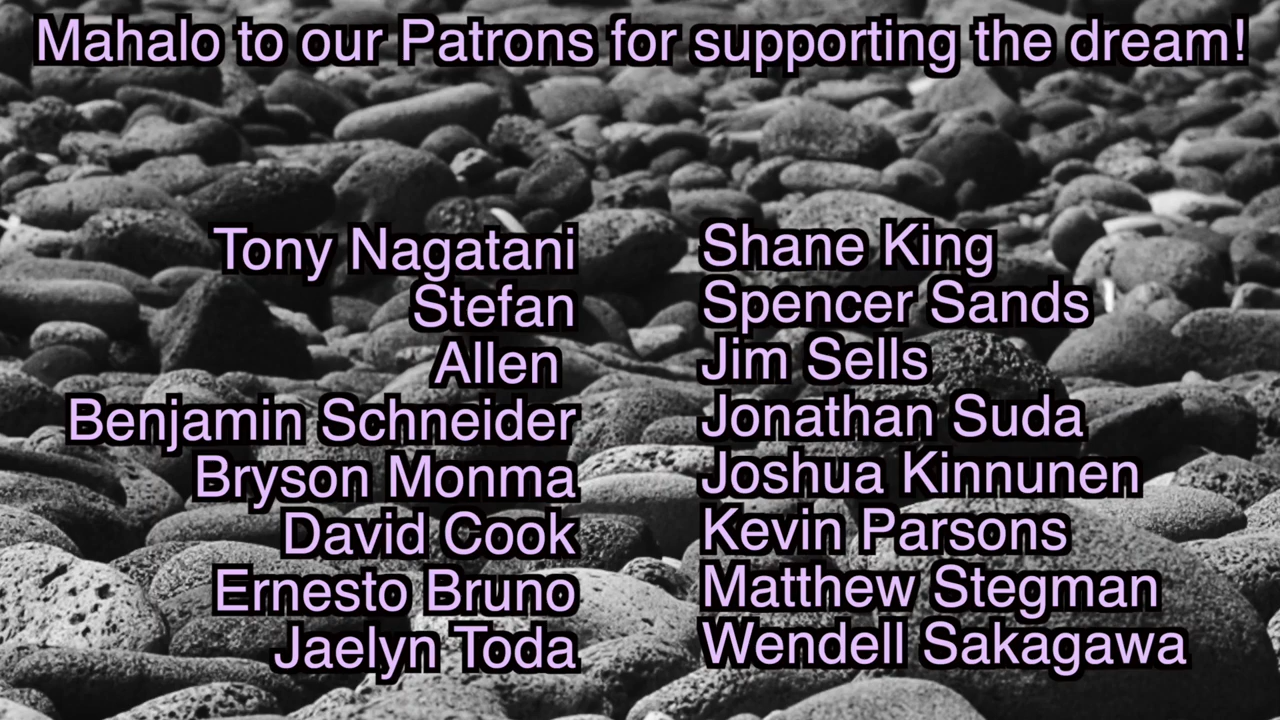 Mahalo to our Patrons for supporting the dream!
Tony Nagatani
Stefan
Allen
Benjamin Schneider
Bryson Monma
David Cook
Ernesto Bruno
Jaelyn Toda
Shane King
Spencer Sands
Jim Sells
Jonathan Suda
Joshua Kinnunen
Kevin Parsons
Matthew Stegman
Wendell Sakagawa